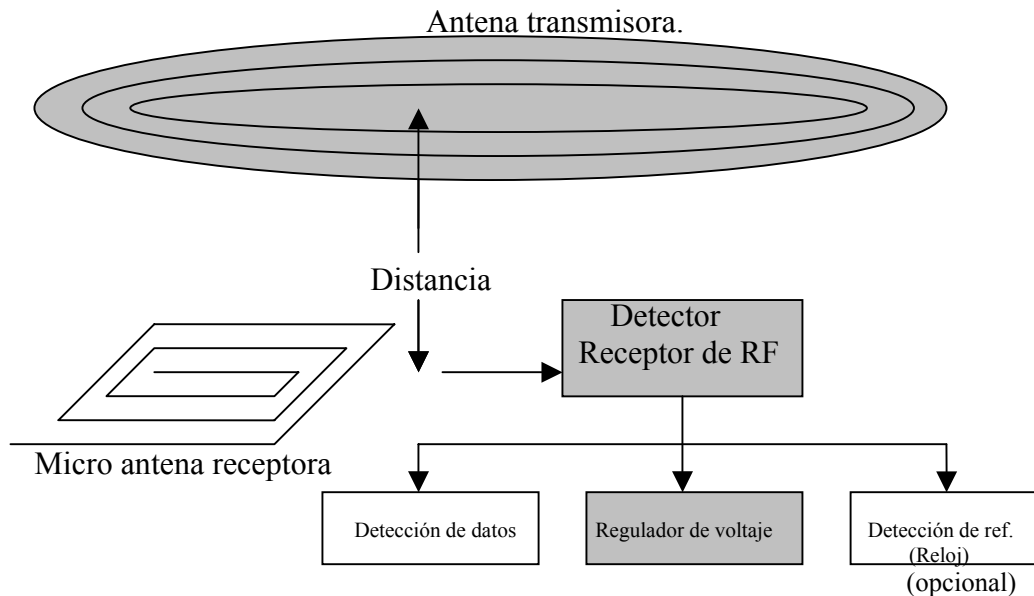 Antena transmisora.
Distancia
Detector
Receptor de RF
Micro antena receptora
Detección de datos
Regulador de voltaje
Detección de ref.
(Reloj)
(opcional)